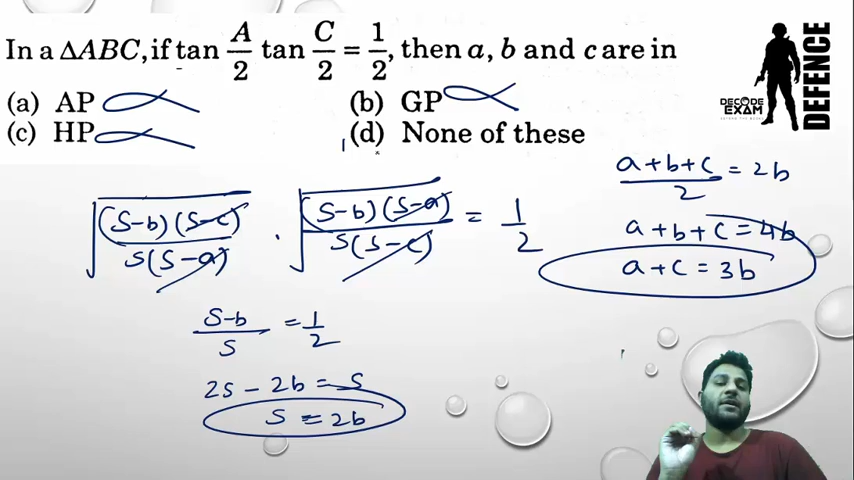 In a ΔABC, if tan A/2 tan C/2 = 1/2, then a, b and c are in
(a) AP
(b) GP
(c) HP
(d) None of these
DECODE EXAM
DEFENCE
√((S-b)(S-c)/s(s-a)) · √((S-b)(S-a)/s(s-c)) = 1/2
S-b/s = 1/2
2s - 2b = s
s = 2b
a+b+c/2 = 2b
a+b+c = 4b
a+c = 3b